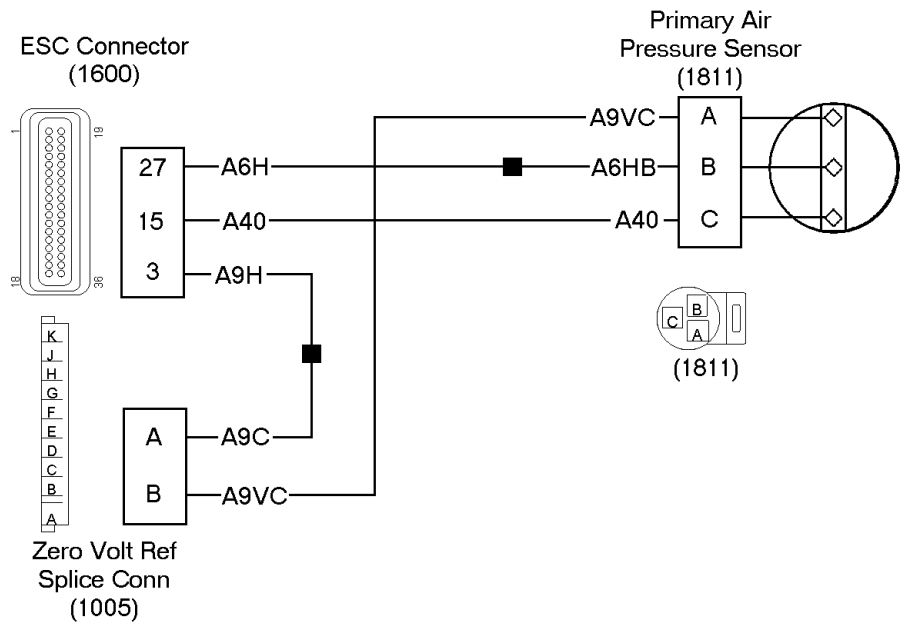 ESC Connector
(1600)
Primary Air
Pressure Sensor
(1811)
1
19
18
36
27
A6H
A6HB
B
15
A40
A40
C
3
A9H
A9VC
A
K
J
H
G
F
E
D
C
B
A
A
A9C
B
A9VC
Zero Volt Ref
Splice Conn
(1005)
B
C
A
(1811)